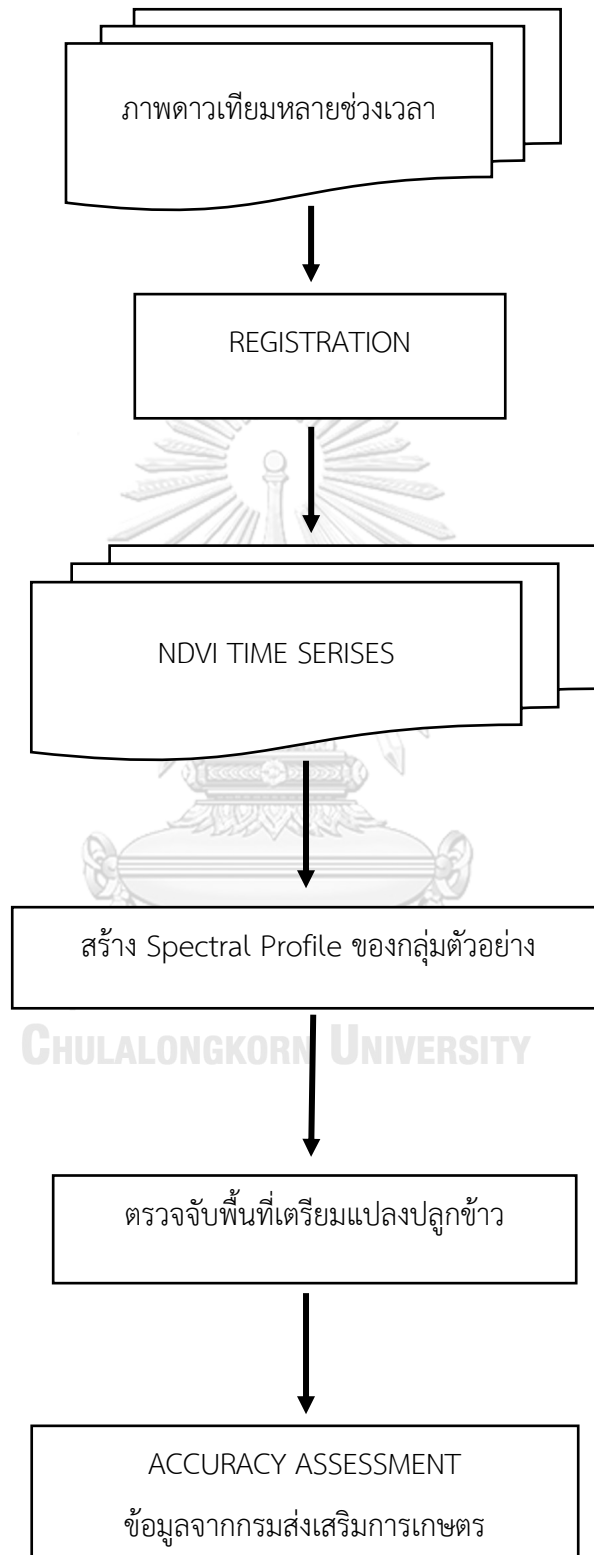 ภาพดาวเทียมหลายช่วงเวลา
REGISTRATION
NDVI TIME SERISES
สร้าง Spectral Profile ของกลุ่มตัวอย่าง
CHULALONGKORN UNIVERSITY
ตรวจจับพื้นที่เตรียมแปลงปลูกข้าว
ACCURACY ASSESSMENT
ข้อมูลจากกรมส่งเสริมการเกษตร